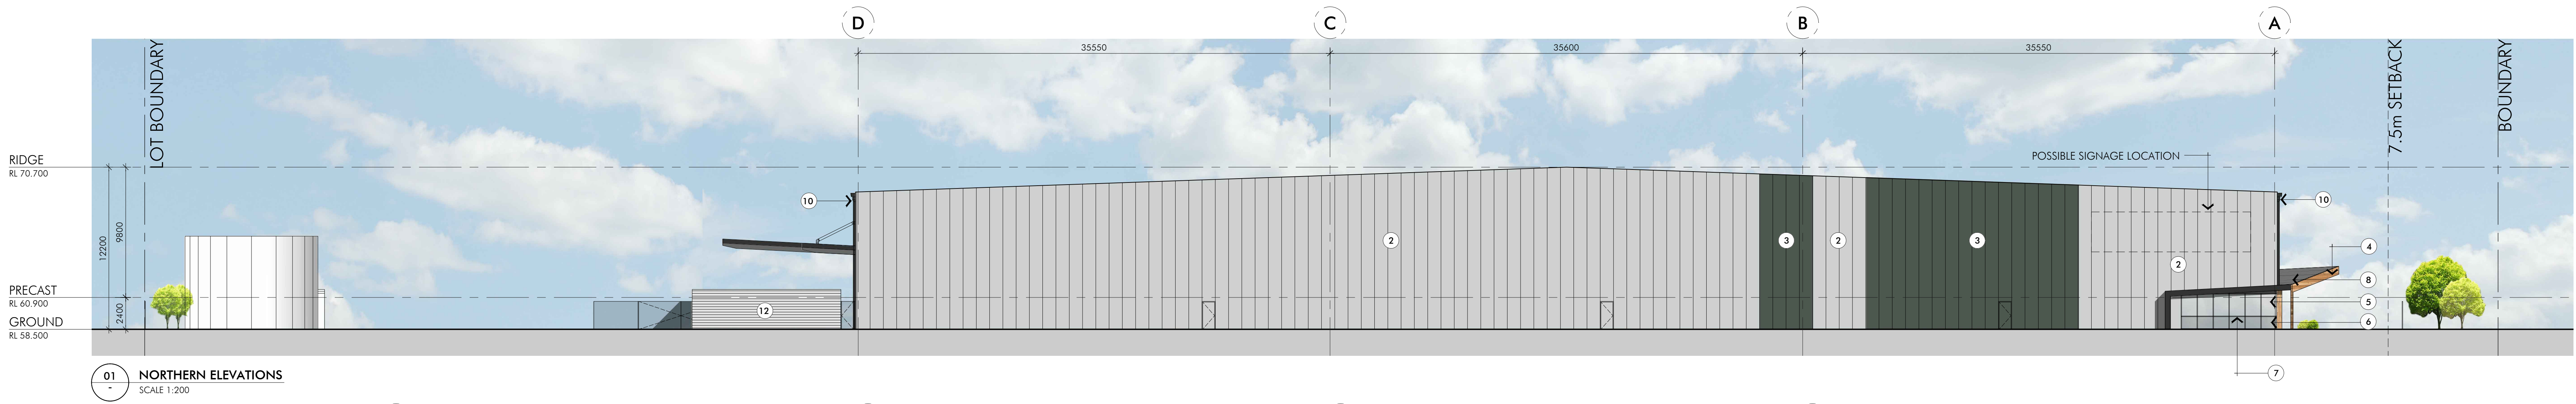 D
C
B
A
35550
35600
35550
LOT BOUNDARY
7.5m SETBACK
BOUNDARY
RIDGE
RL 70.700
POSSIBLE SIGNAGE LOCATION
10
10
12200
9800
2
3
2
3
2
4
8
PRECAST
RL 60.900
2400
12
5
GROUND
RL 58.500
6
7
01
-
NORTHERN ELEVATIONS
SCALE 1:200